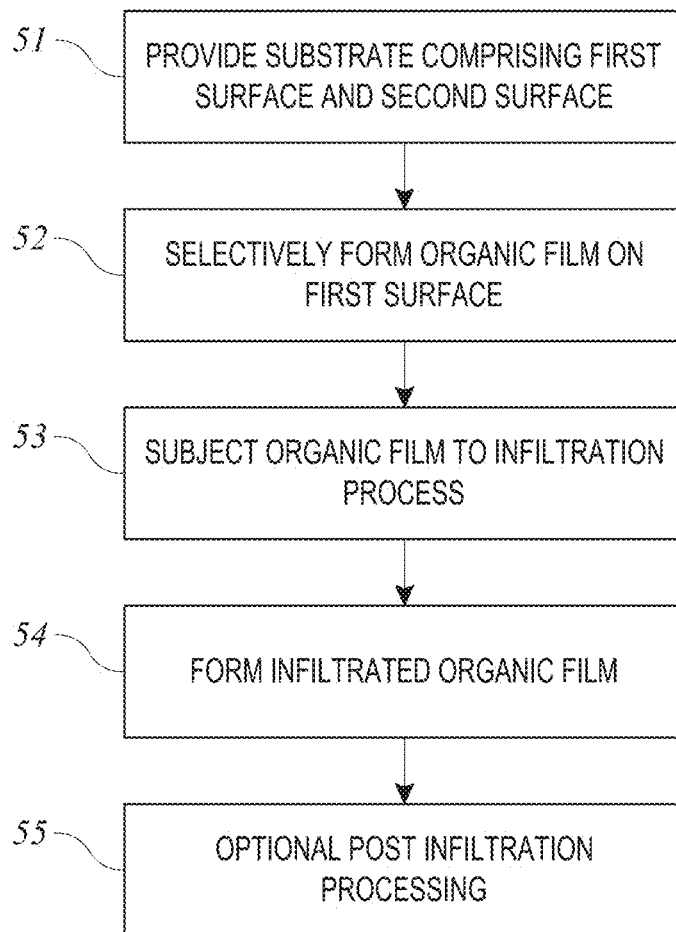 51
PROVIDE SUBSTRATE COMPRISING FIRST
SURFACE AND SECOND SURFACE
52
SELECTIVELY FORM ORGANIC FILM ON
FIRST SURFACE
53
SUBJECT ORGANIC FILM TO INFILTRATION
PROCESS
54
FORM INFILTRATED ORGANIC FILM
55
OPTIONAL POST INFILTRATION
PROCESSING